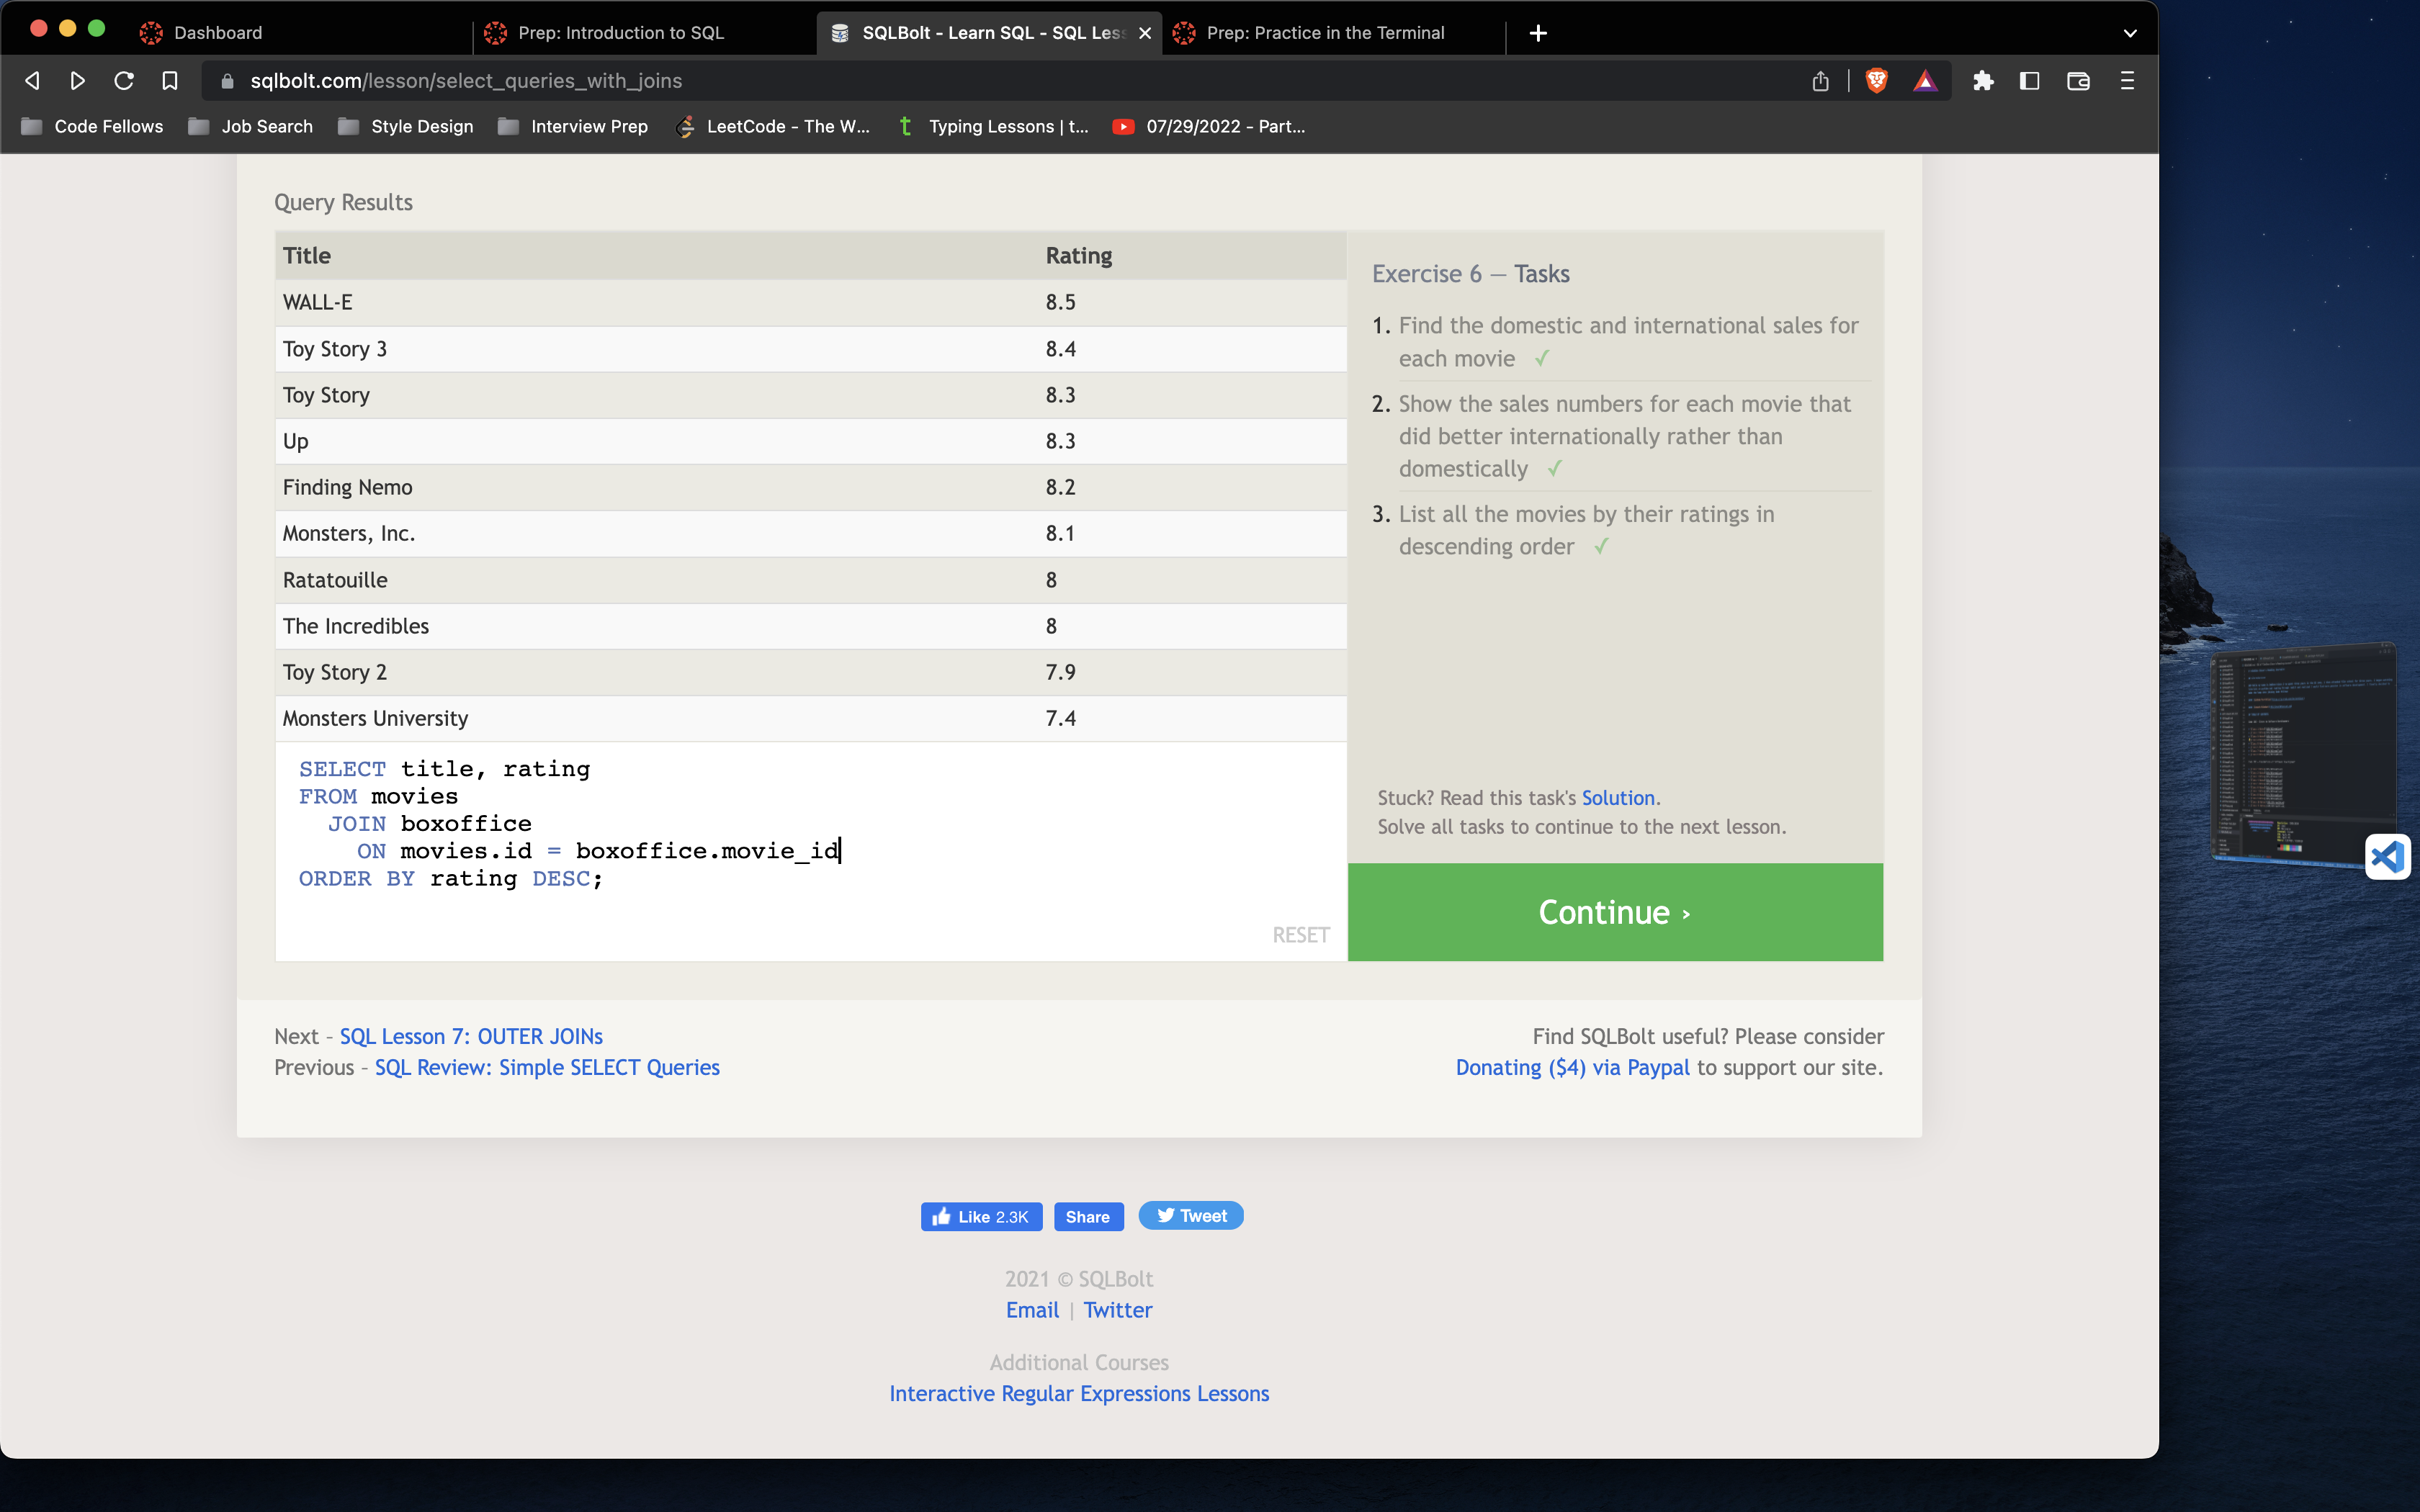 Dashboard
Prep: Introduction to SQL
SQLBolt - Learn SQL - SQL Les
Prep: Practice in the Terminal
sqlbolt.com/lesson/select_queries_with_joins
Code Fellows
Job Search
Style Design
Interview Prep
LeetCode - The W...
Typing Lessons | t...
07/29/2022 - Part...
Query Results
Title Rating
WALL-E 8.5
Toy Story 3 8.4
Toy Story 8.3
Up 8.3
Finding Nemo 8.2
Monsters, Inc. 8.1
Ratatouille 8
The Incredibles 8
Toy Story 2 7.9
Monsters University 7.4
SELECT title, rating
FROM movies
JOIN boxoffice
ON movies.id = boxoffice.movie_id
ORDER BY rating DESC;
RESET
Exercise 6 — Tasks
1. Find the domestic and international sales for
each movie ✓
2. Show the sales numbers for each movie that
did better internationally rather than
domestically ✓
3. List all the movies by their ratings in
descending order ✓
Stuck? Read this task's Solution.
Solve all tasks to continue to the next lesson.
Continue ›
Next – SQL Lesson 7: OUTER JOINs
Previous – SQL Review: Simple SELECT Queries
Find SQLBolt useful? Please consider
Donating ($4) via Paypal to support our site.
Like 2.3K
Share
Tweet
2021 © SQLBolt
Email | Twitter
Additional Courses
Interactive Regular Expressions Lessons